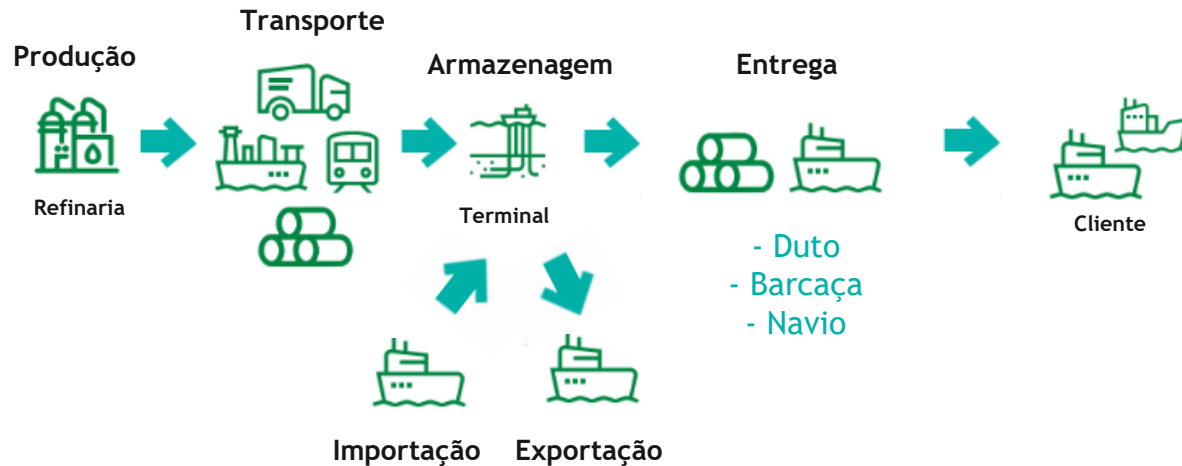 Produção
Refinaria
Transporte
Armazenagem
Terminal
Entrega
- Duto
- Barcaça
- Navio
Cliente
Importação
Exportação